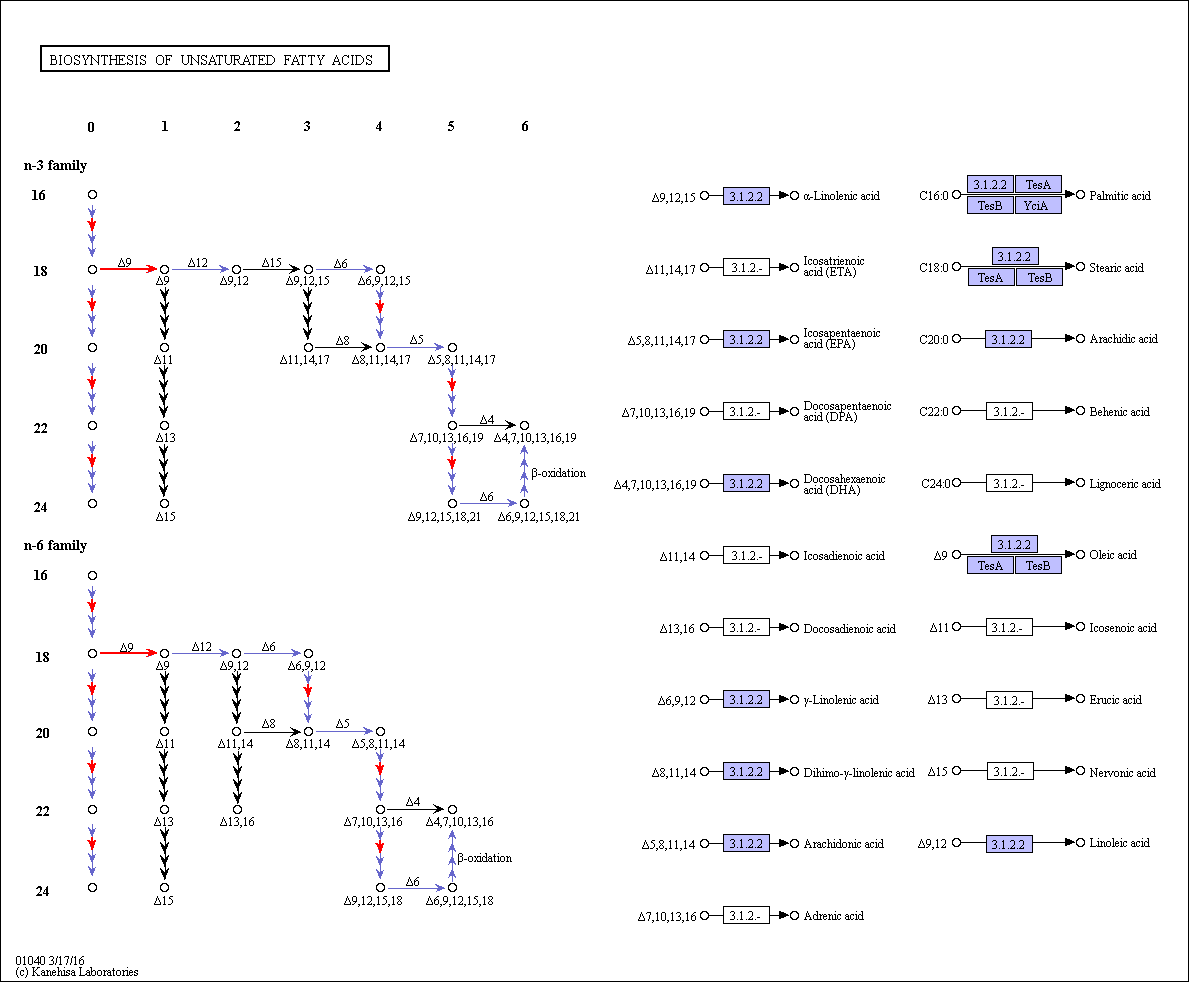 BIOSYNTHESIS OF UNSATURATED FATTY ACIDS
0 1 2 3 4 5 6
n-3 family
16
18
Δ9 Δ12 Δ15 Δ6
Δ9 Δ9,12 Δ9,12,15 Δ6,9,12,15
20
Δ8 Δ5
Δ11 Δ11,14,17 Δ8,11,14,17 Δ5,8,11,14,17
22
Δ4
Δ13 Δ7,10,13,16,19 Δ4,7,10,13,16,19
β-oxidation
24
Δ6
Δ15 Δ9,12,15,18,21 Δ6,9,12,15,18,21
n-6 family
16
18
Δ9 Δ12 Δ6
Δ9 Δ9,12 Δ6,9,12
20
Δ8 Δ5
Δ11 Δ11,14 Δ8,11,14 Δ5,8,11,14
22
Δ4
Δ13 Δ13,16 Δ7,10,13,16 Δ4,7,10,13,16
β-oxidation
24
Δ6
Δ15 Δ9,12,15,18 Δ6,9,12,15,18
Δ9,12,15 3.1.2.2 α-Linolenic acid
Δ11,14,17 3.1.2.- Icosatrienoic
acid (ETA)
Δ5,8,11,14,17 3.1.2.2 Icosapentaenoic
acid (EPA)
Δ7,10,13,16,19 3.1.2.- Docosapentaenoic
acid (DPA)
Δ4,7,10,13,16,19 3.1.2.2 Docosahexaenoic
acid (DHA)
Δ11,14 3.1.2.- Icosadienoic acid
Δ13,16 3.1.2.- Docosadienoic acid
Δ6,9,12 3.1.2.2 γ-Linolenic acid
Δ8,11,14 3.1.2.2 Dihimo-γ-linolenic acid
Δ5,8,11,14 3.1.2.2 Arachidonic acid
Δ7,10,13,16 3.1.2.- Adrenic acid
3.1.2.2 TesA
C16:0 Palmitic acid
TesB YciA
3.1.2.2
C18:0 Stearic acid
TesA TesB
C20:0 3.1.2.2 Arachidic acid
C22:0 3.1.2.- Behenic acid
C24:0 3.1.2.- Lignoceric acid
3.1.2.2
Δ9 Oleic acid
TesA TesB
Δ11 3.1.2.- Icosenoic acid
Δ13 3.1.2.- Erucic acid
Δ15 3.1.2.- Nervonic acid
Δ9,12 3.1.2.2 Linoleic acid
01040 3/17/16
(c) Kanehisa Laboratories